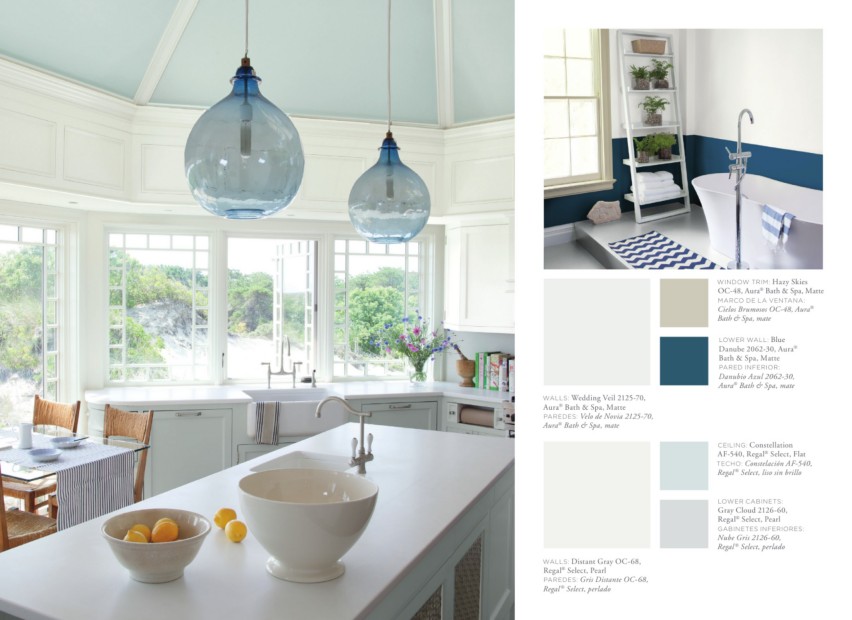 WINDOW TRIM: Hazy Skies
OC-48, Aura® Bath & Spa, Matte
MARCO DE LA VENTANA:
Cielos Brumosos OC-48, Aura®
Bath & Spa, mate
LOWER WALL: Blue
Danube 2062-30, Aura®
Bath & Spa, Matte
PARED INFERIOR:
Danubio Azul 2062-30,
Aura® Bath & Spa, mate
WALLS: Wedding Veil 2125-70,
Aura® Bath & Spa, Matte
PAREDES: Velo de Novia 2125-70,
Aura® Bath & Spa, mate
CEILING: Constellation
AF-540, Regal® Select, Flat
TECHO: Constelación AF-540,
Regal® Select, liso sin brillo
LOWER CABINETS:
Gray Cloud 2126-60,
Regal® Select, Pearl
GABINETES INFERIORES:
Nube Gris 2126-60,
Regal® Select, perlado
WALLS: Distant Gray OC-68,
Regal® Select, Pearl
PAREDES: Gris Distante OC-68,
Regal® Select, perlado